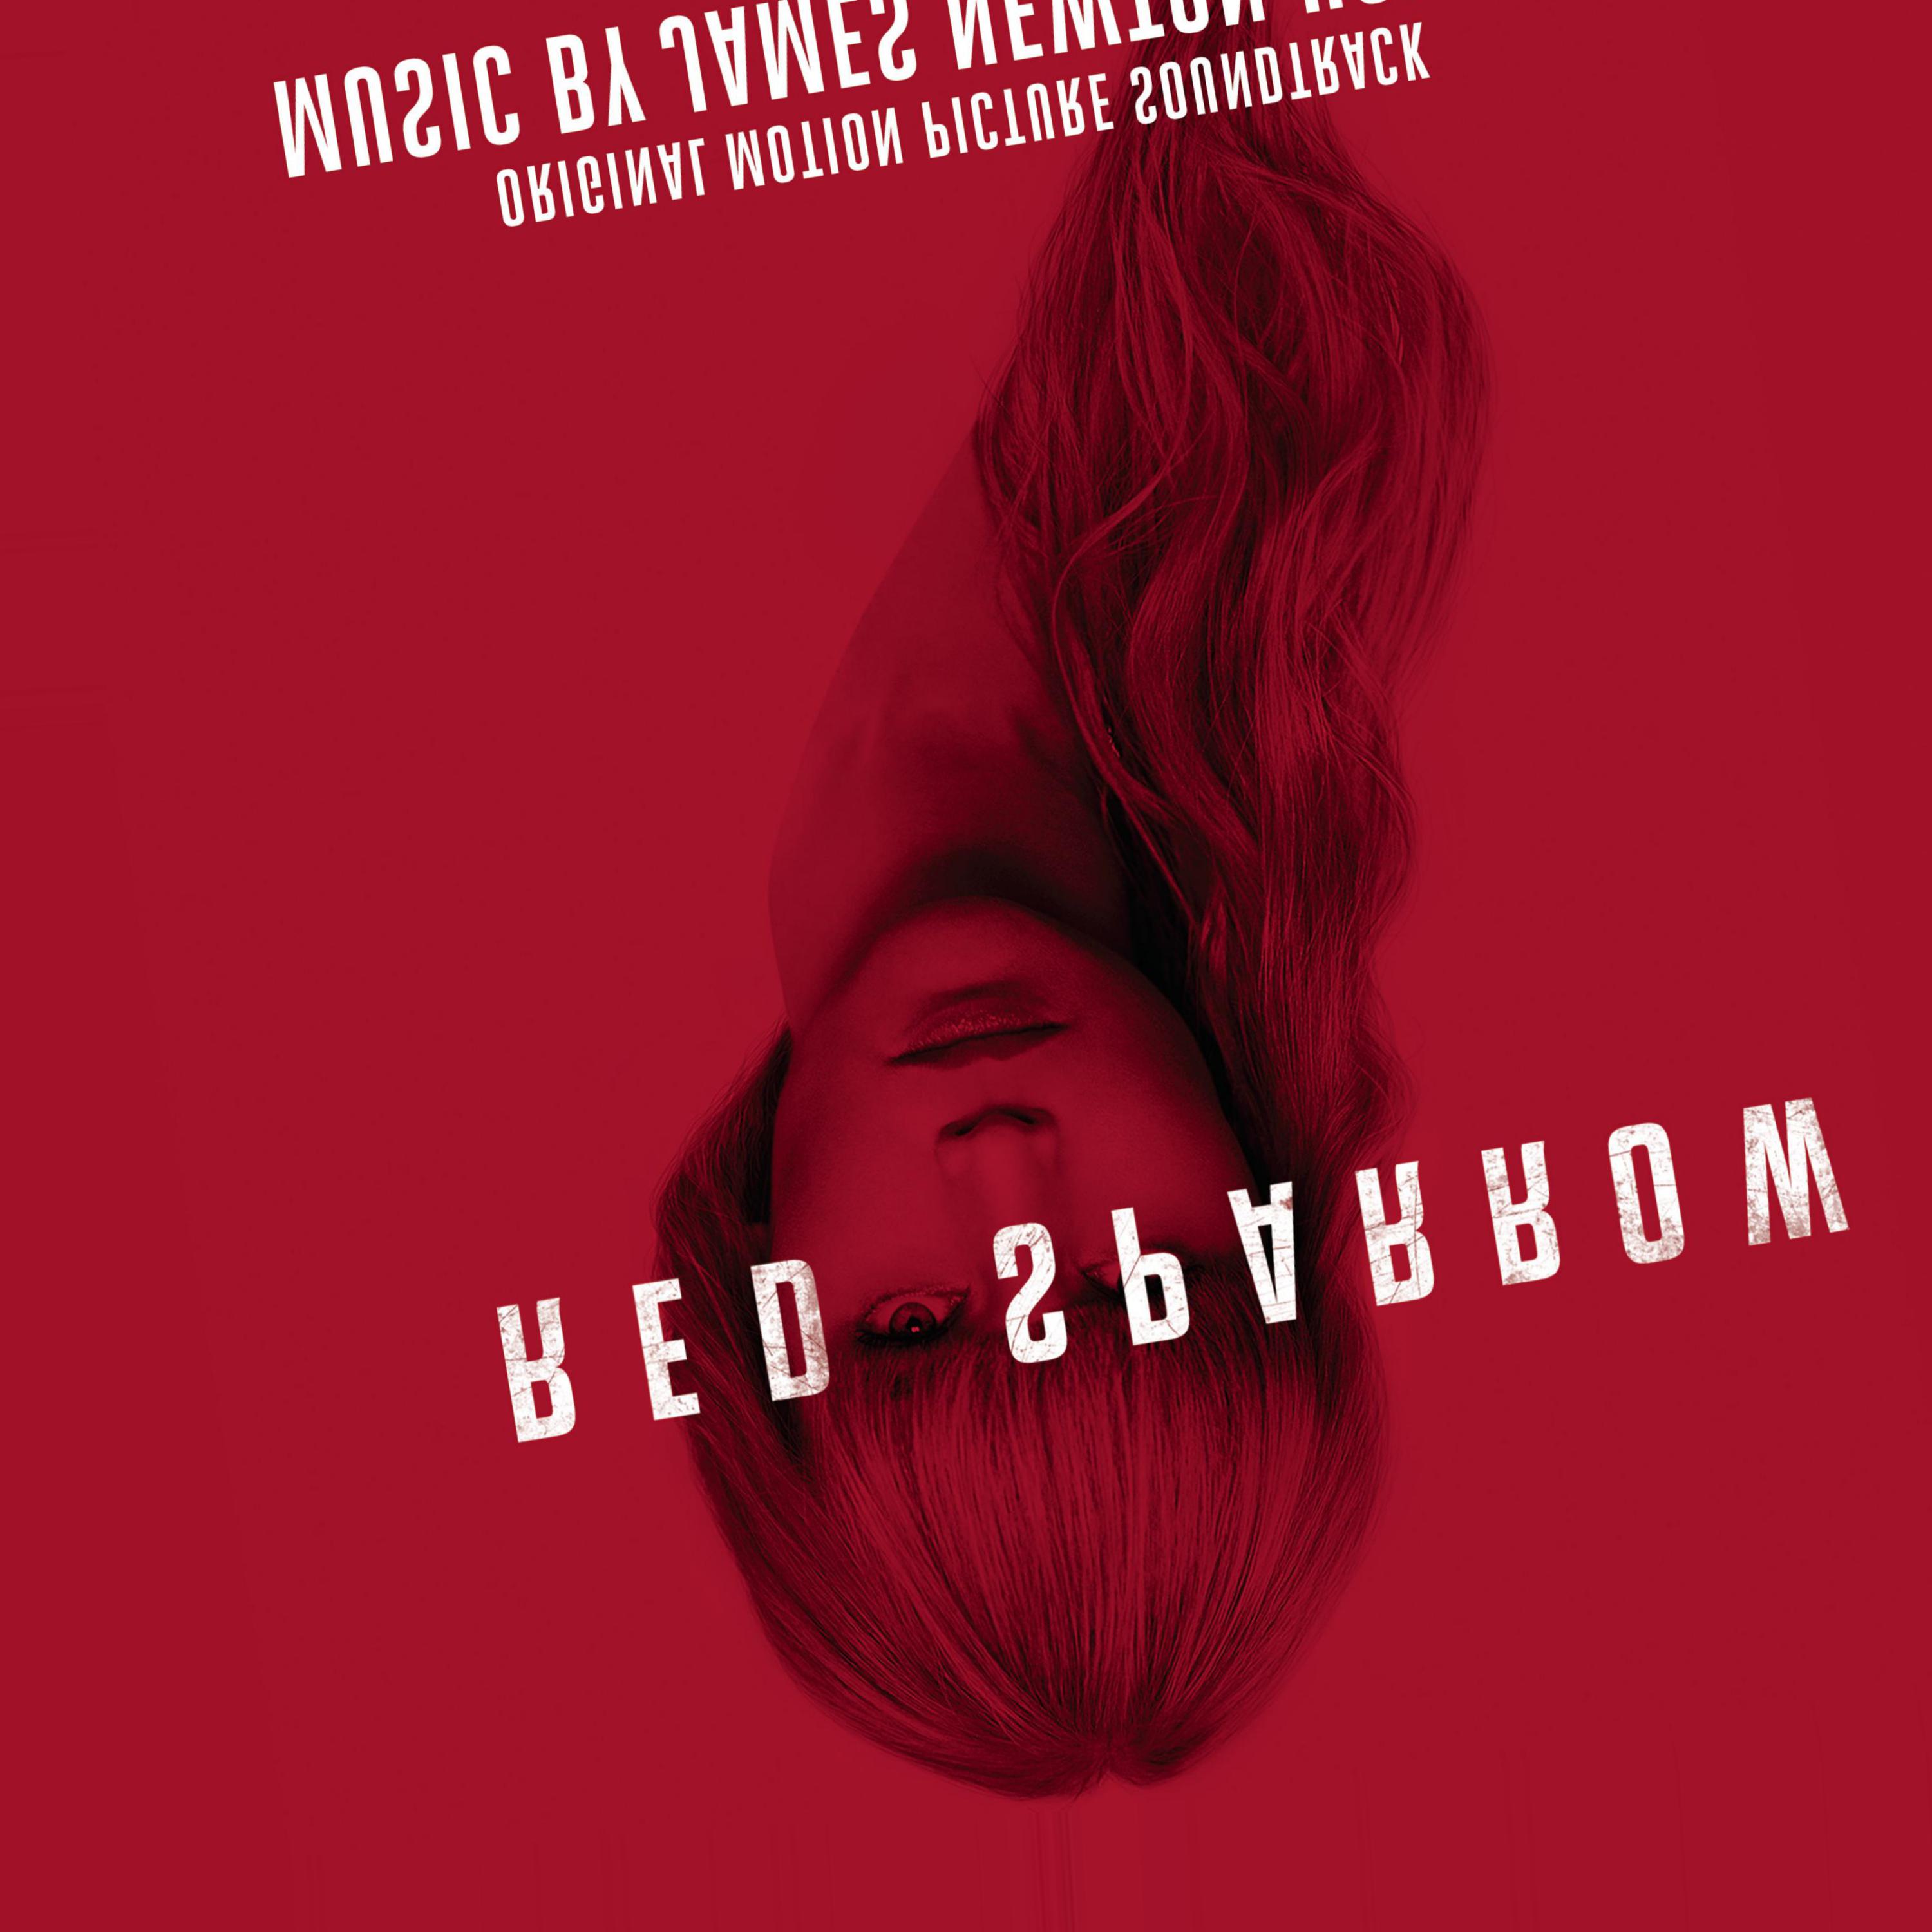 RED SPARROW
ORIGINAL MOTION PICTURE SOUNDTRACK
MUSIC BY JAMES NEWTON